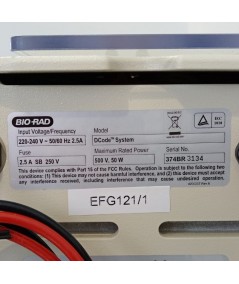 BIO-RAD
Input Voltage/Frequency
Model
Serial No.
220-240 V ~ 50/60 Hz 2.5A
DCode™ System
374BR 3134
Fuse
Maximum Rated Power
2.5 A SB 250 V
500 V, 50 W
This device complies with Part 15 of the FCC Rules. Operation is subject to the following two conditions:
(1) This device may not cause harmful interference, and (2) this device must accept
any interference received, including interference that may cause undesired operation.
EFG121/1